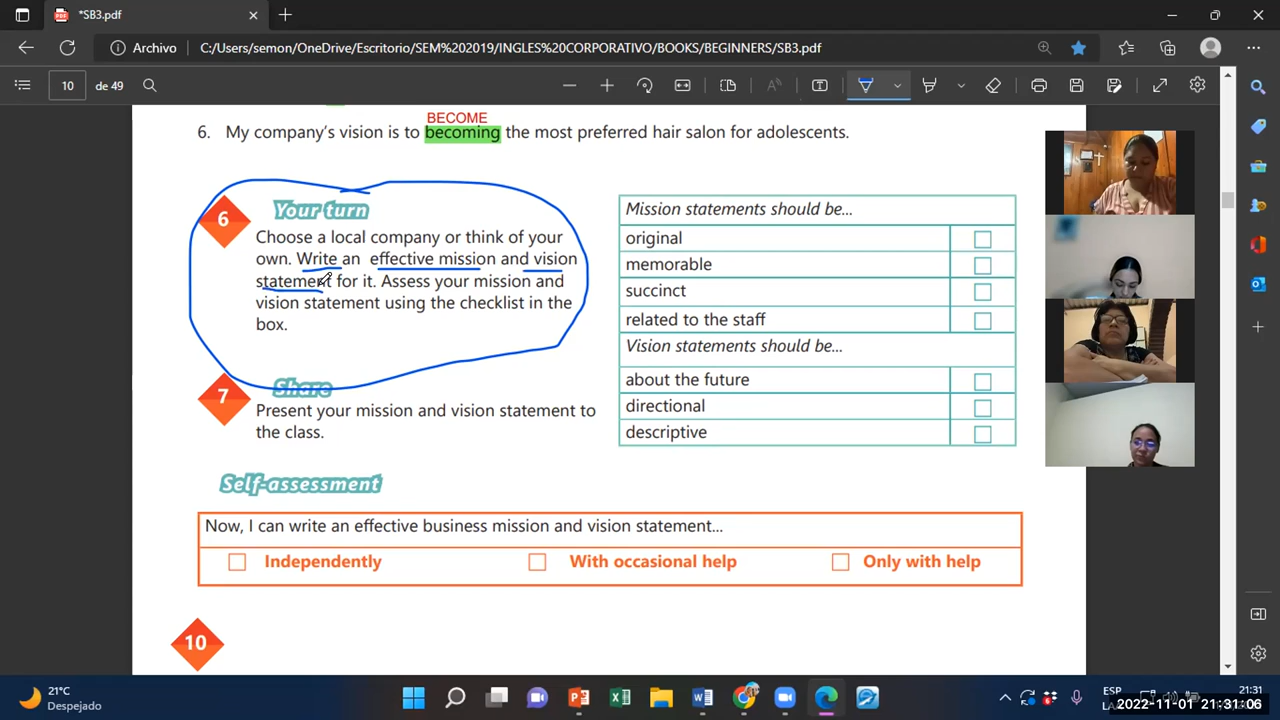 *SB3.pdf
Archivo
C:/Users/semon/OneDrive/Escritorio/SEM%202019/INGLES%20CORPORATIVO/BOOKS/BEGINNERS/SB3.pdf
10 de 49
BECOME
6. My company's vision is to becoming the most preferred hair salon for adolescents.
6 Your turn
Choose a local company or think of your
own. Write an effective mission and vision
statement for it. Assess your mission and
vision statement using the checklist in the
box.
7 Share
Present your mission and vision statement to
the class.
Mission statements should be...
original
memorable
succinct
related to the staff
Vision statements should be...
about the future
directional
descriptive
Self-assessment
Now, I can write an effective business mission and vision statement...
Independently With occasional help Only with help
10
21°C
Despejado
ESP
21:31
2022-11-01 21:31:06